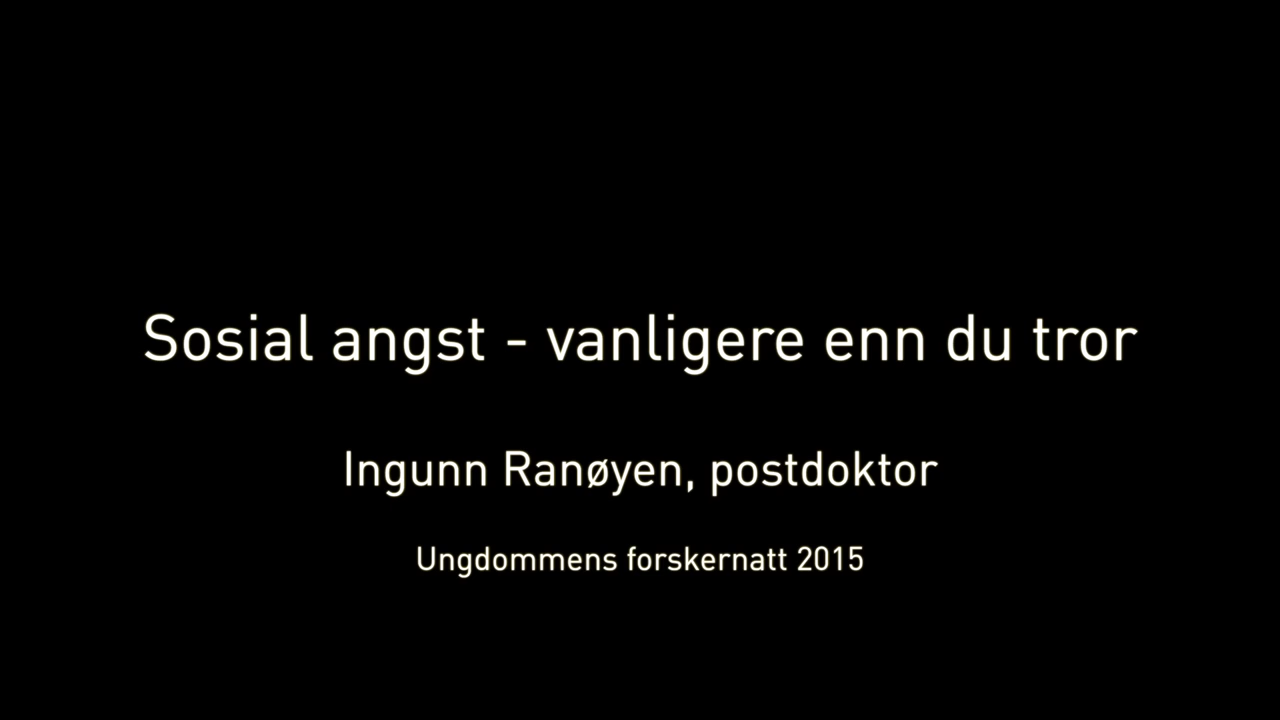 Sosial angst - vanligere enn du tror
Ingunn Ranøyen, postdoktor
Ungdommens forskernatt 2015